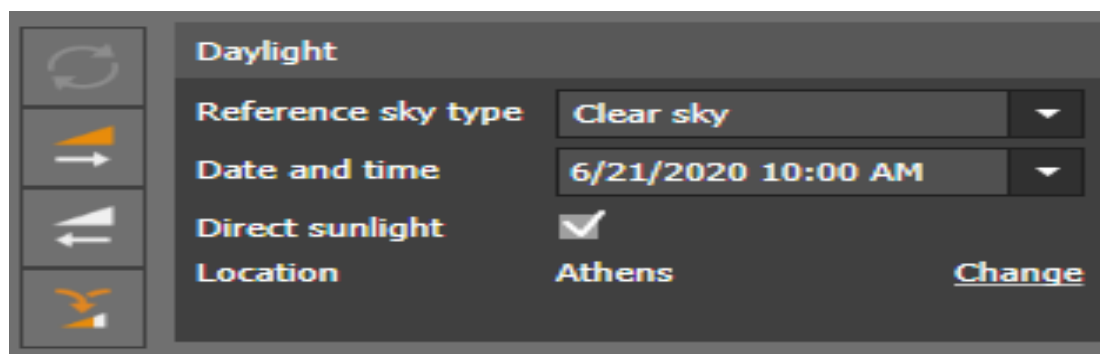 Daylight
Reference sky type Clear sky
Date and time 6/21/2020 10:00 AM
Direct sunlight
Location Athens Change